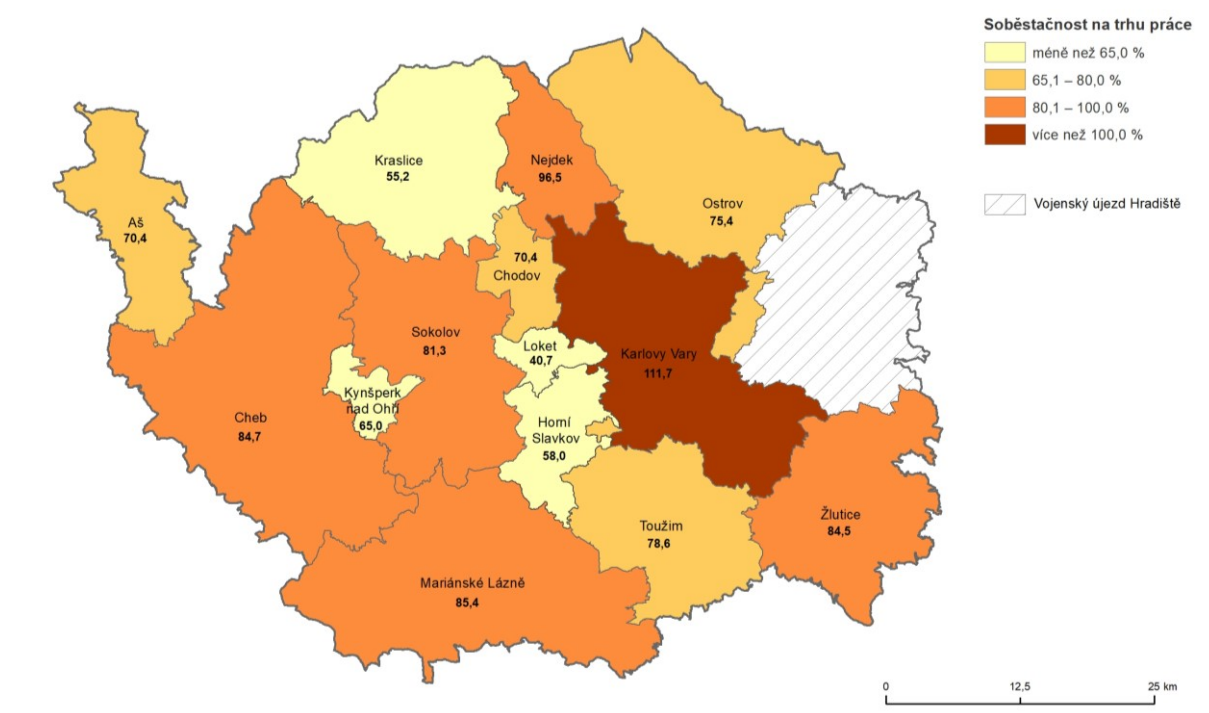 Soběstačnost na trhu práce
méně než 65,0 %
65,1 – 80,0 %
80,1 – 100,0 %
více než 100,0 %
Vojenský újezd Hradiště
Kraslice
55,2
Nejdek
96,5
Ostrov
75,4
Aš
70,4
70,4
Chodov
Sokolov
81,3
Loket
40,7
Karlovy Vary
111,7
Kynšperk
nad Ohří
65,0
Cheb
84,7
Horní
Slavkov
58,0
Toužim
78,6
Žlutice
84,5
Mariánské Lázně
85,4
0
12,5
25 km